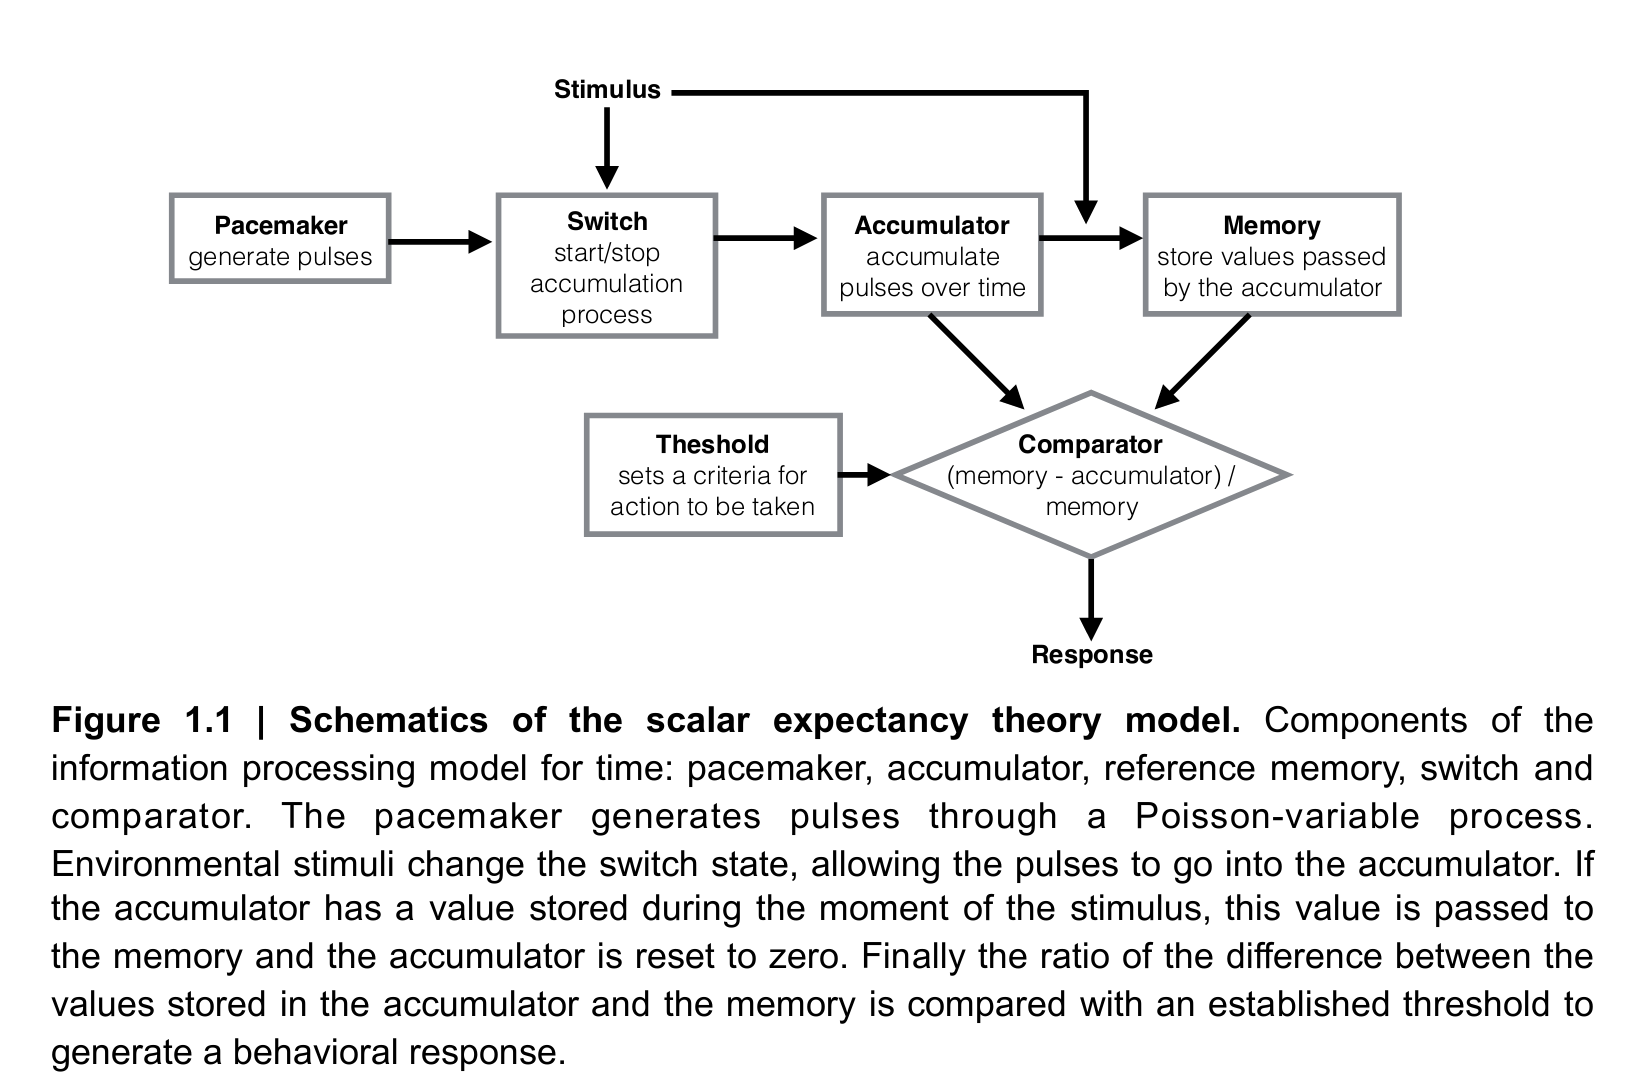 Stimulus
Pacemaker
generate pulses
Switch
start/stop
accumulation
process
Accumulator
accumulate
pulses over time
Memory
store values passed
by the accumulator
Theshold
sets a criteria for
action to be taken
Comparator
(memory - accumulator) /
memory
Response
Figure 1.1 | Schematics of the scalar expectancy theory model. Components of the
information processing model for time: pacemaker, accumulator, reference memory, switch and
comparator. The pacemaker generates pulses through a Poisson-variable process.
Environmental stimuli change the switch state, allowing the pulses to go into the accumulator. If
the accumulator has a value stored during the moment of the stimulus, this value is passed to
the memory and the accumulator is reset to zero. Finally the ratio of the difference between the
values stored in the accumulator and the memory is compared with an established threshold to
generate a behavioral response.